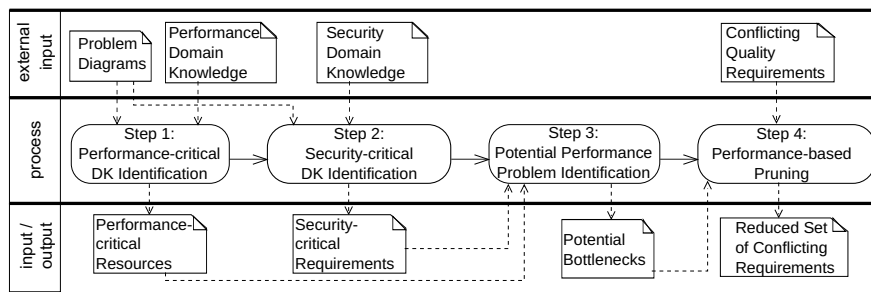 external
input
Problem
Diagrams
Performance
Domain
Knowledge
Security
Domain
Knowledge
Conflicting
Quality
Requirements
process
Step 1:
Performance-critical
DK Identification
Step 2:
Security-critical
DK Identification
Step 3:
Potential Performance
Problem Identification
Step 4:
Performance-based
Pruning
input /
output
Performance-
critical
Resources
Security-
critical
Requirements
Potential
Bottlenecks
Reduced Set
of Conflicting
Requirements